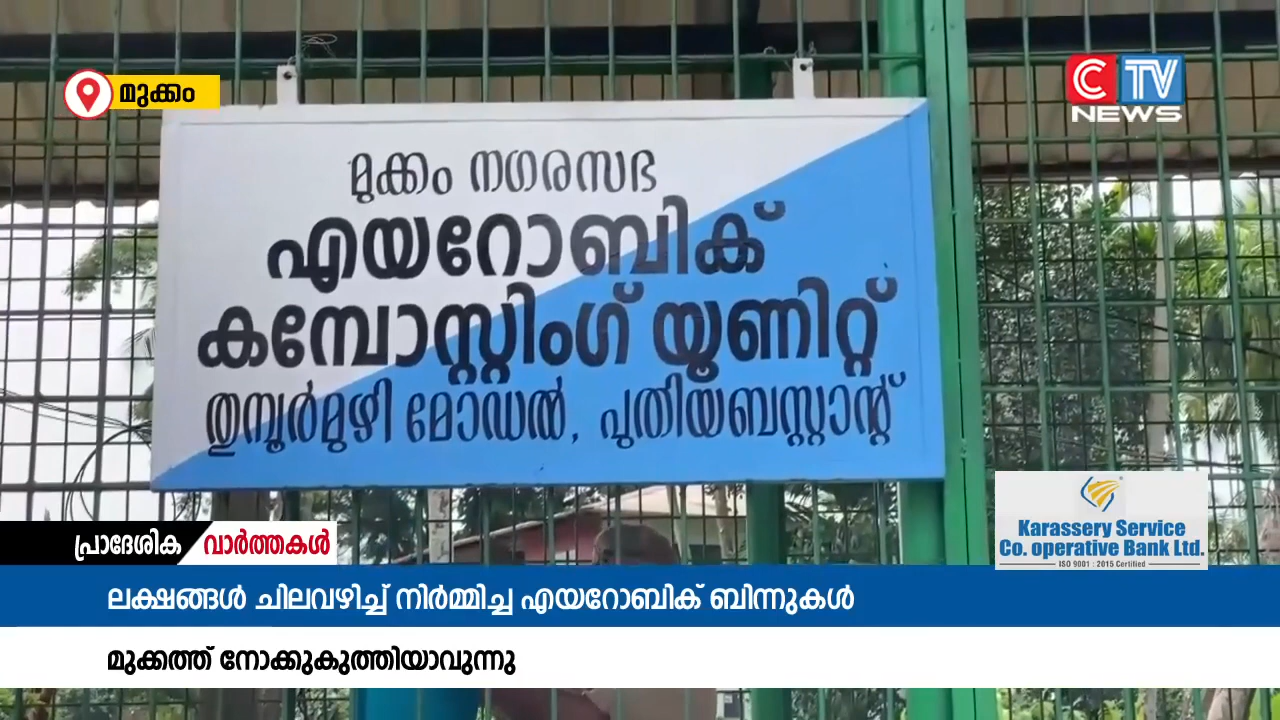 മുക്കം
CTV
NEWS
മുക്കം നഗരസഭ
എയറോബിക്
കമ്പോസ്റ്റിംഗ് യൂണിറ്റ്
തുമ്പൂർമുഴി മോഡൽ, പുതിയബസ്റ്റാന്റ്
പ്രാദേശിക വാർത്തകൾ
Karassery Service
Co. operative Bank Ltd.
ISO 9001 : 2015 Certified
ലക്ഷങ്ങൾ ചിലവഴിച്ച് നിർമ്മിച്ച എയറോബിക് ബിന്നുകൾ
മുക്കത്ത് നോക്കുകുത്തിയാവുന്നു